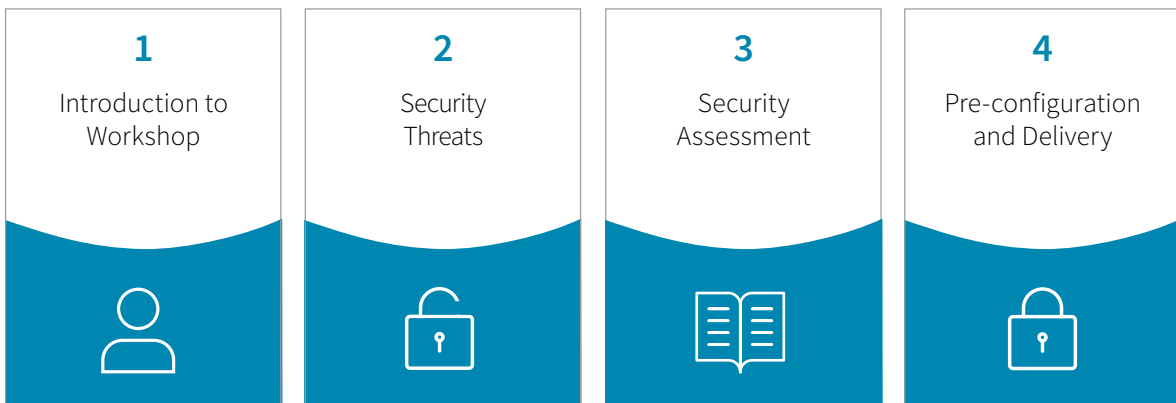 1
Introduction to
Workshop
2
Security
Threats
3
Security
Assessment
4
Pre-configuration
and Delivery